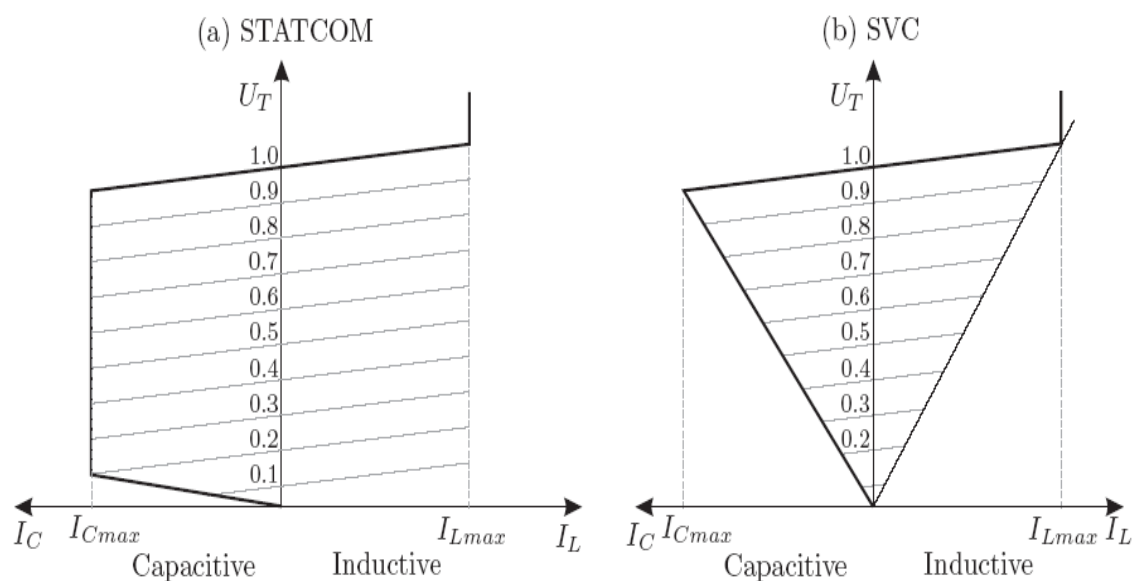 (a) STATCOM
U_T
1.0
0.9
0.8
0.7
0.6
0.5
0.4
0.3
0.2
0.1
I_C
I_Cmax
I_Lmax
I_L
Capacitive
Inductive
(b) SVC
U_T
1.0
0.9
0.8
0.7
0.6
0.5
0.4
0.3
0.2
I_C
I_Cmax
I_Lmax
I_L
Capacitive
Inductive